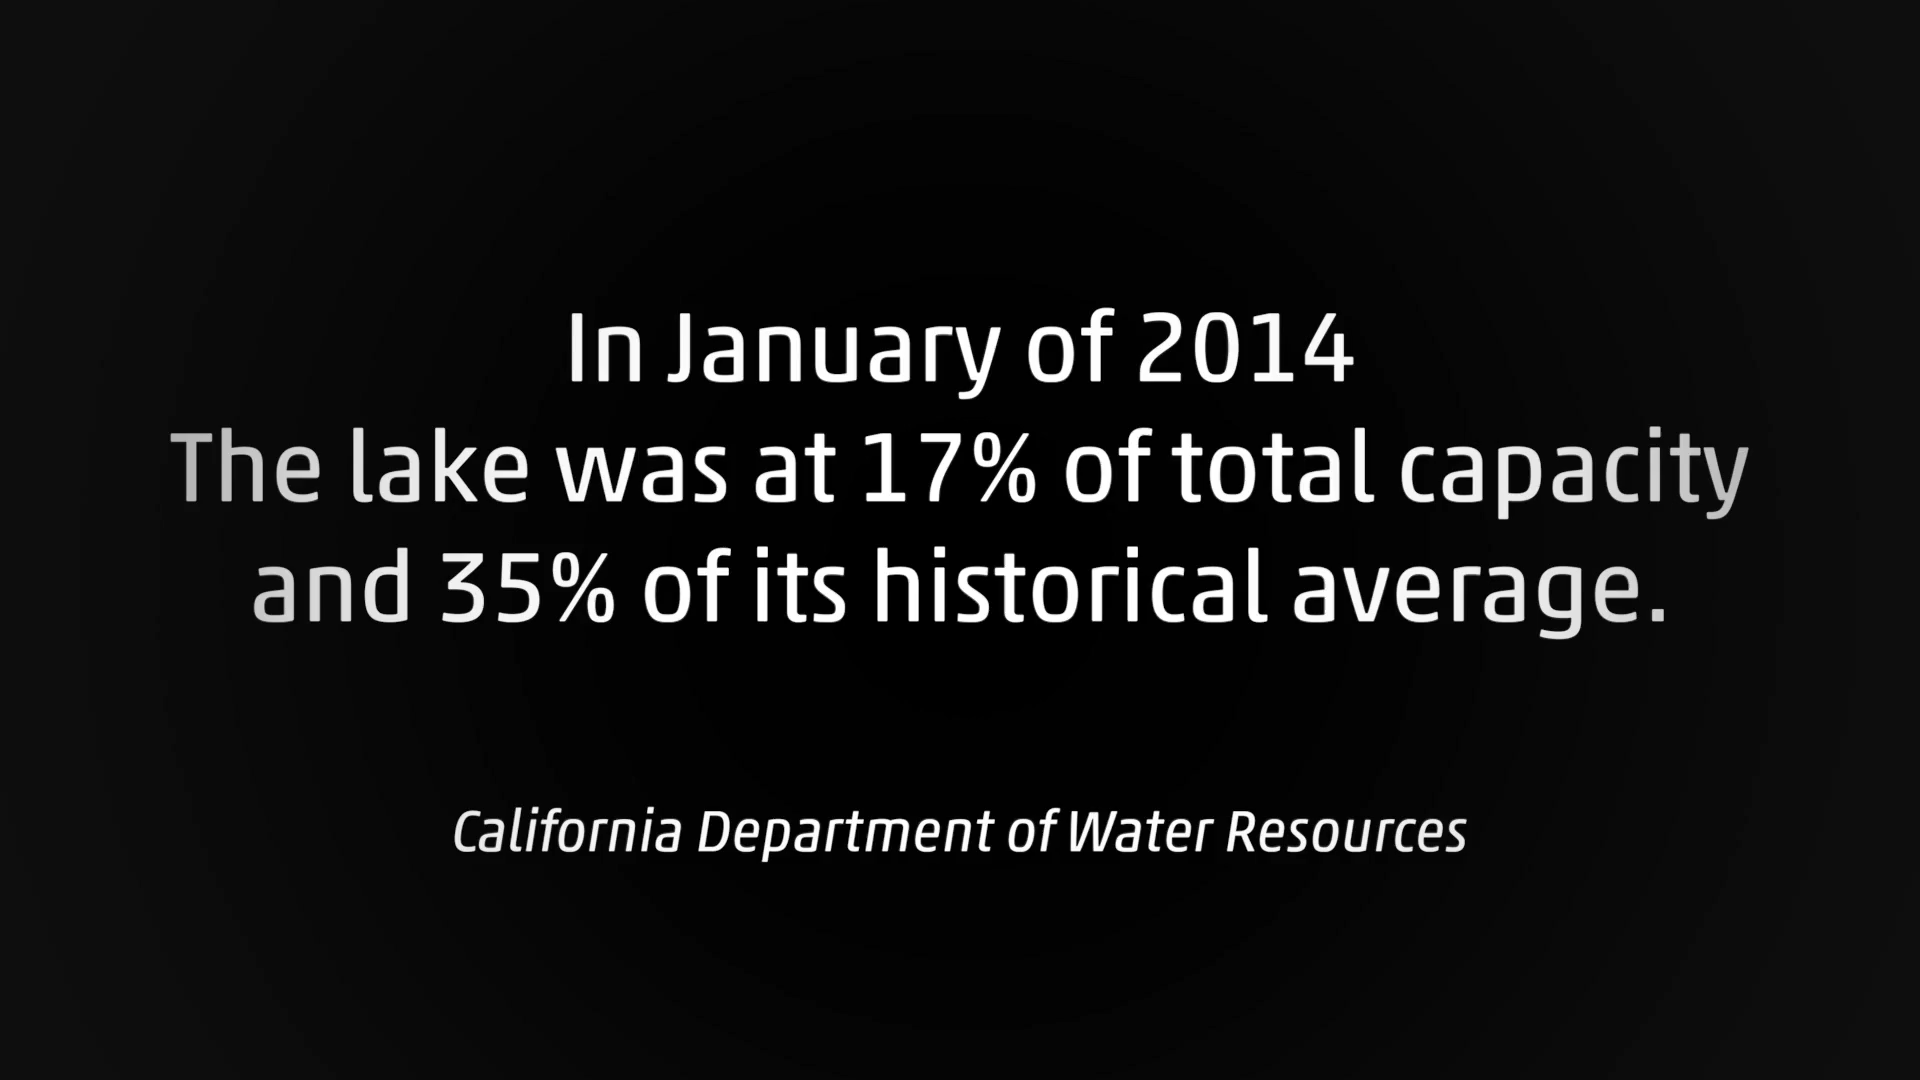 In January of 2014
The lake was at 17% of total capacity
and 35% of its historical average.
California Department of Water Resources